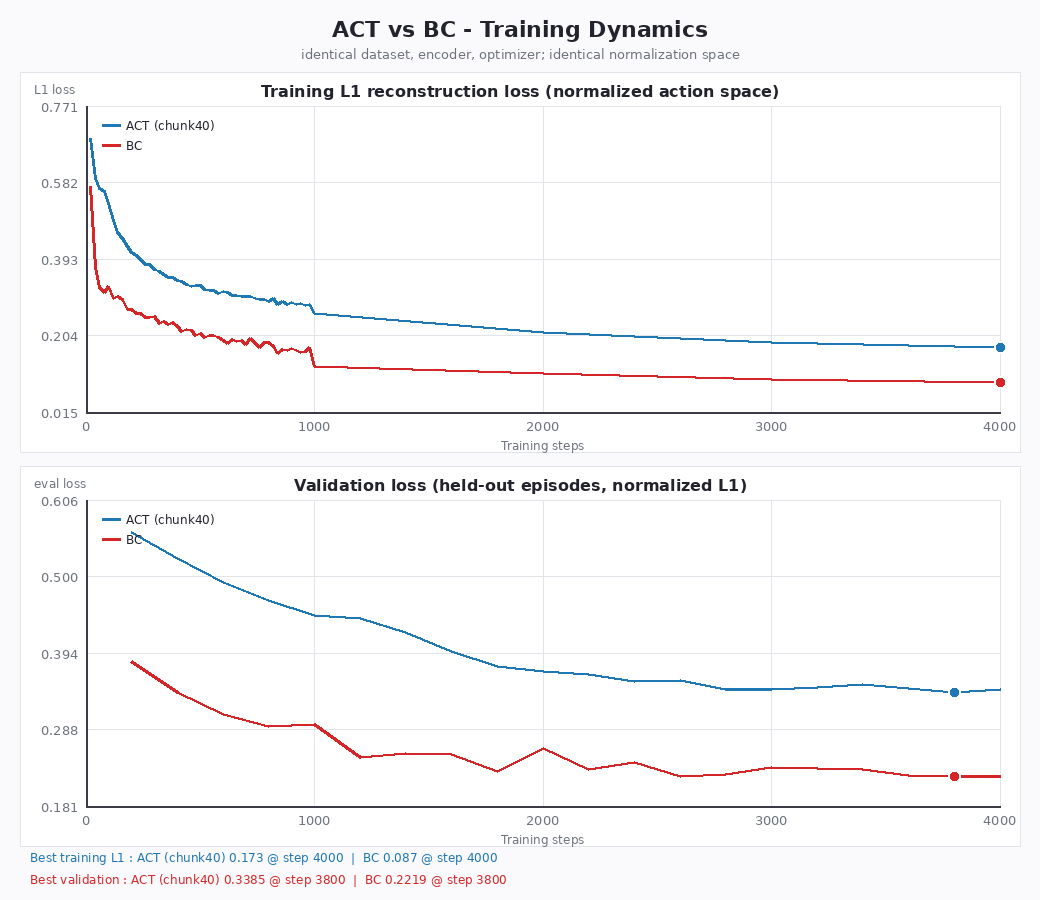 ACT vs BC - Training Dynamics
identical dataset, encoder, optimizer; identical normalization space
L1 loss
Training L1 reconstruction loss (normalized action space)
0.771
ACT (chunk40)
BC
0.582
0.393
0.204
0.015
0 1000 2000 3000 4000
Training steps
eval loss
Validation loss (held-out episodes, normalized L1)
0.606
ACT (chunk40)
BC
0.500
0.394
0.288
0.181
0 1000 2000 3000 4000
Training steps
Best training L1 : ACT (chunk40) 0.173 @ step 4000 | BC 0.087 @ step 4000
Best validation : ACT (chunk40) 0.3385 @ step 3800 | BC 0.2219 @ step 3800